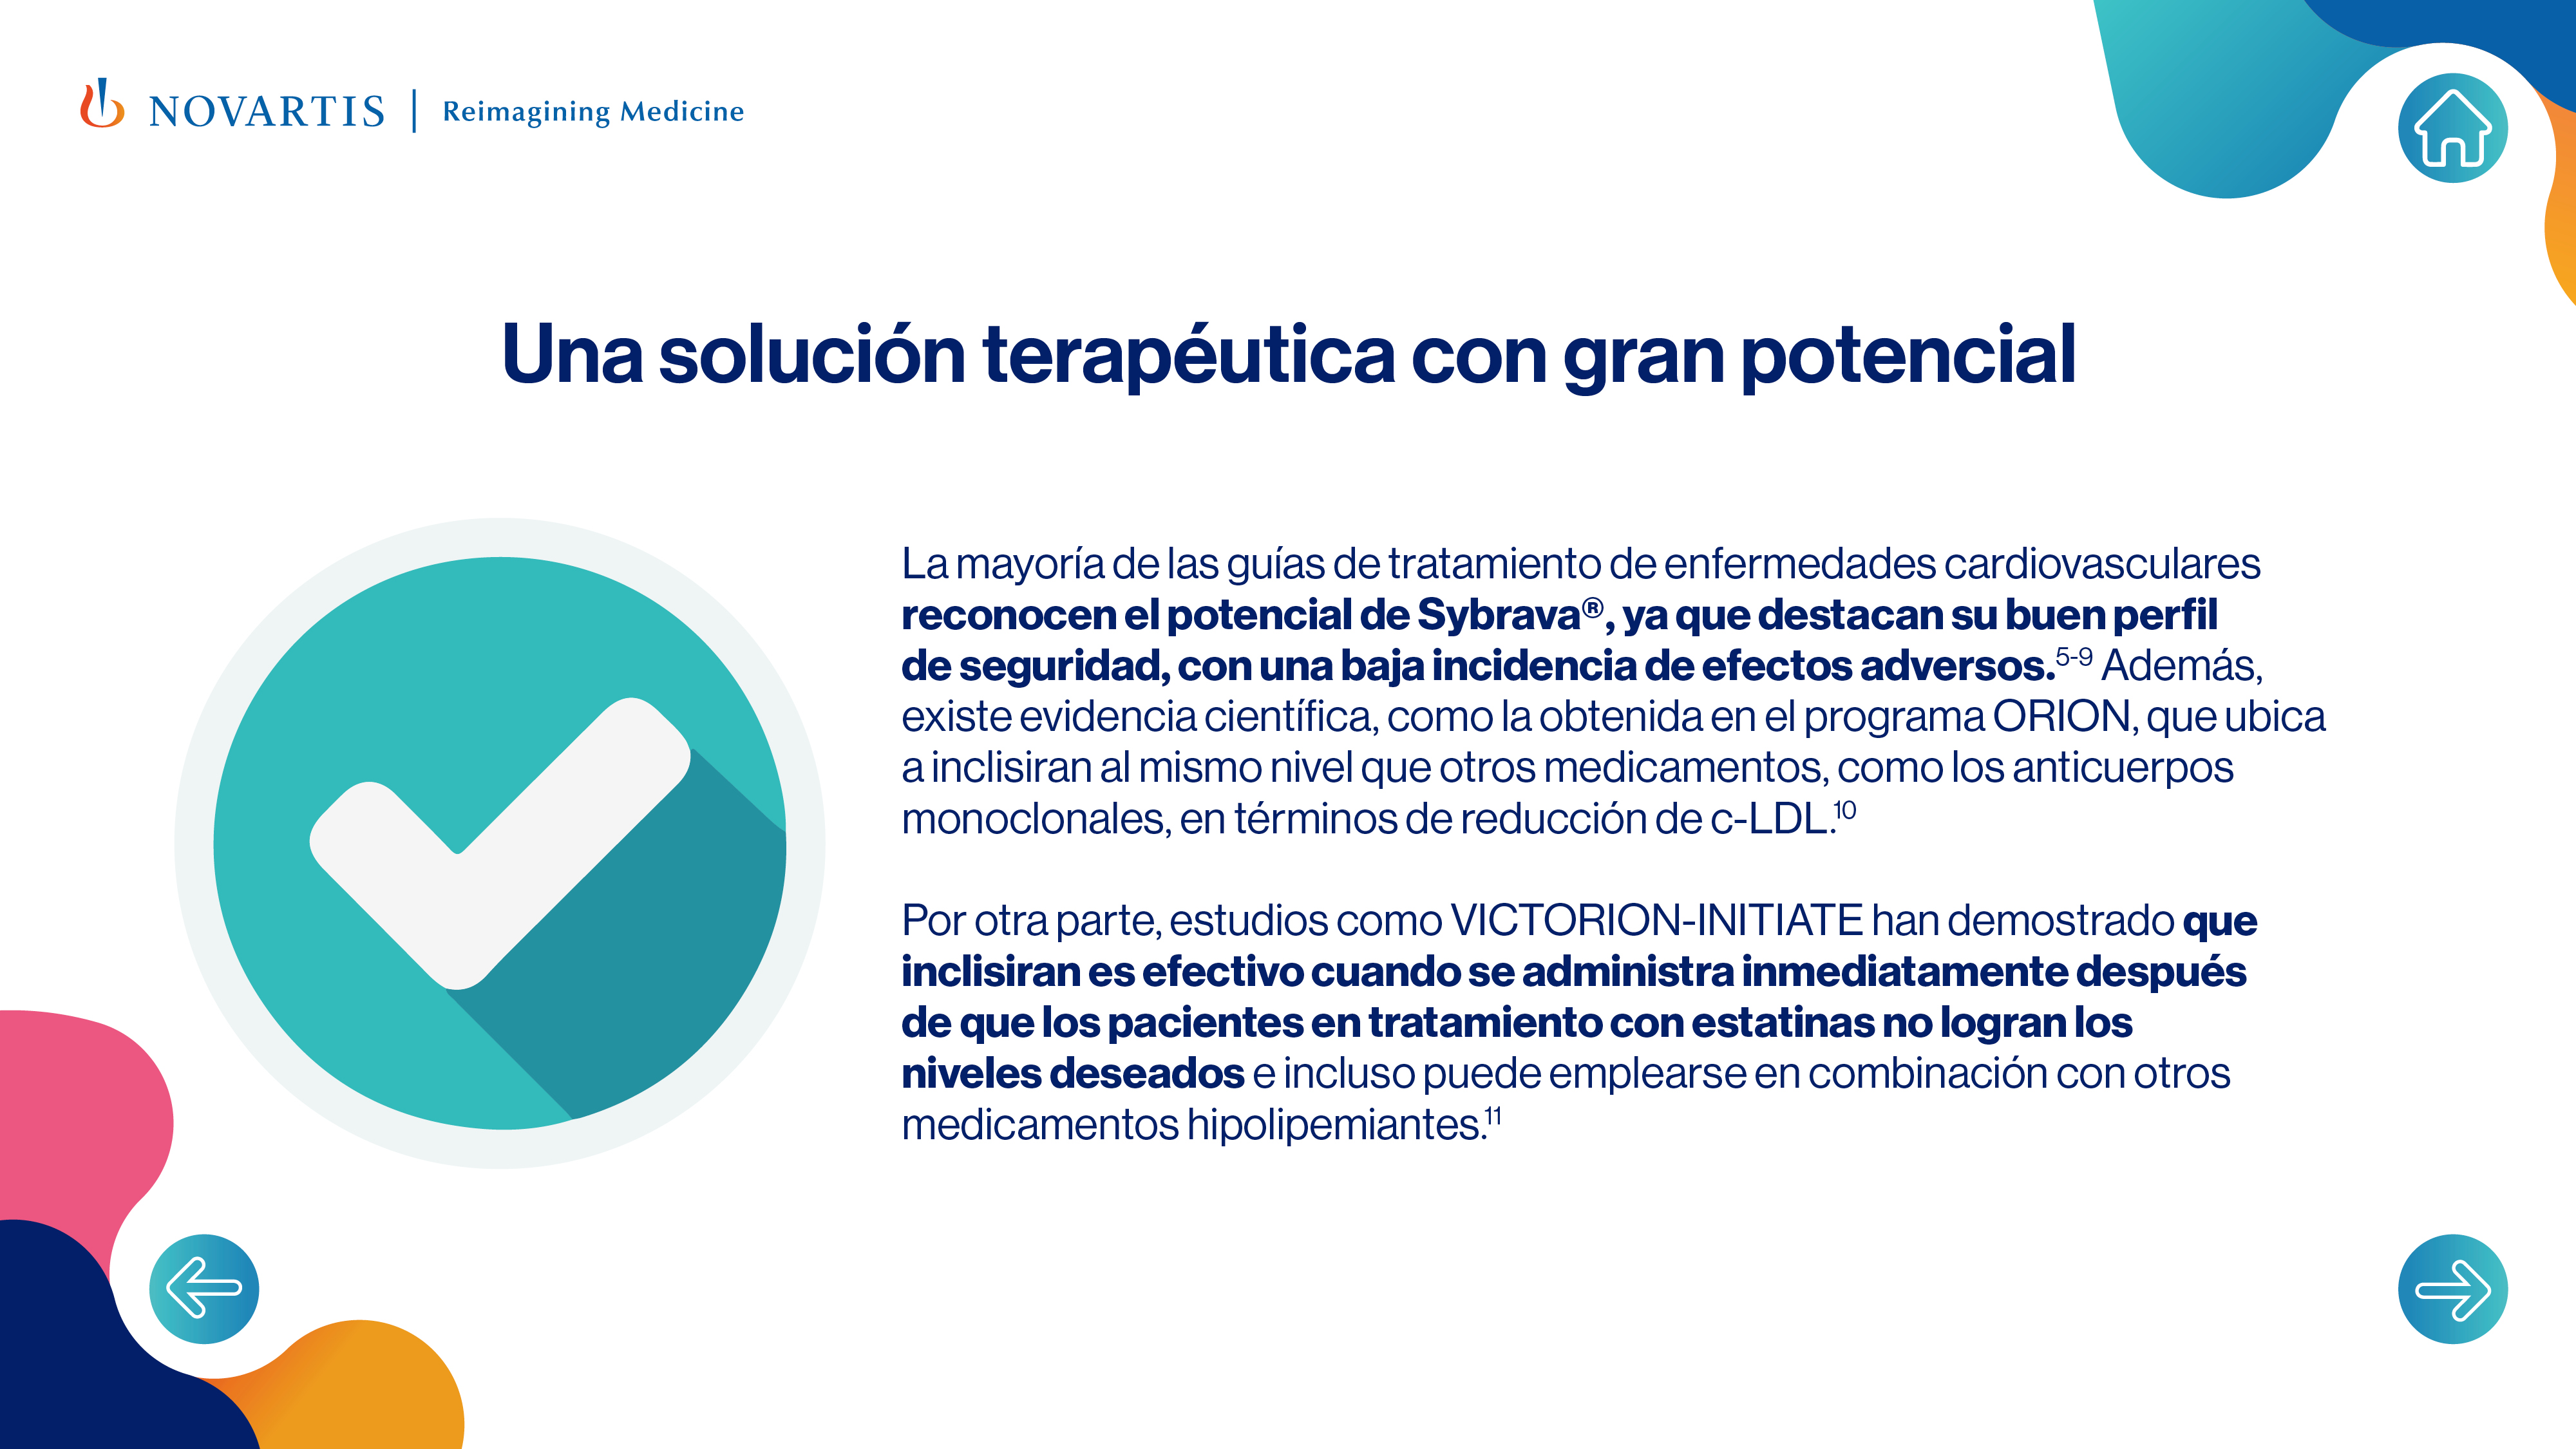 NOVARTIS | Reimagining Medicine
Una solución terapéutica con gran potencial
La mayoría de las guías de tratamiento de enfermedades cardiovasculares
reconocen el potencial de Sybrava®, ya que destacan su buen perfil
de seguridad, con una baja incidencia de efectos adversos.5-9 Además,
existe evidencia científica, como la obtenida en el programa ORION, que ubica
a inclisiran al mismo nivel que otros medicamentos, como los anticuerpos
monoclonales, en términos de reducción de c-LDL.10
Por otra parte, estudios como VICTORION-INITIATE han demostrado que
inclisiran es efectivo cuando se administra inmediatamente después
de que los pacientes en tratamiento con estatinas no logran los
niveles deseados e incluso puede emplearse en combinación con otros
medicamentos hipolipemiantes.11